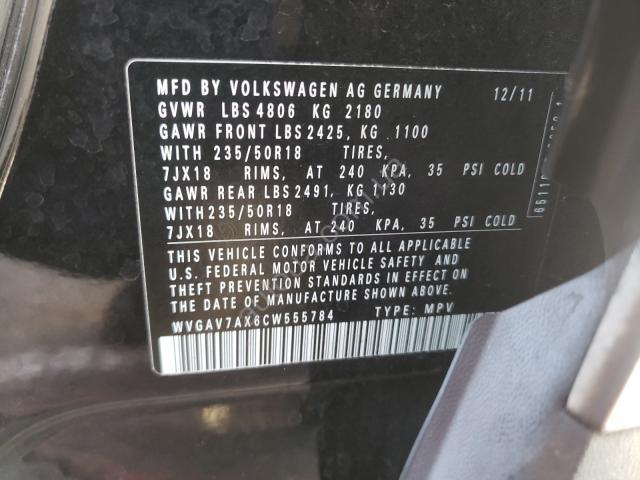 MFD BY VOLKSWAGEN AG GERMANY 12/11
GVWR LBS 4806 KG 2180
GAWR FRONT LBS 2425, KG 1100
WITH 235/50R18 TIRES,
7JX18 RIMS, AT 240 KPA, 35 PSI COLD
GAWR REAR LBS 2491, KG 1130
WITH 235/50R18 TIRES,
7JX18 RIMS, AT 240 KPA, 35 PSI COLD
THIS VEHICLE CONFORMS TO ALL APPLICABLE
U.S. FEDERAL MOTOR VEHICLE SAFETY AND
THEFT PREVENTION STANDARDS IN EFFECT ON
THE DATE OF MANUFACTURE SHOWN ABOVE.
WVGAV7AX6CW555784 TYPE: MPV